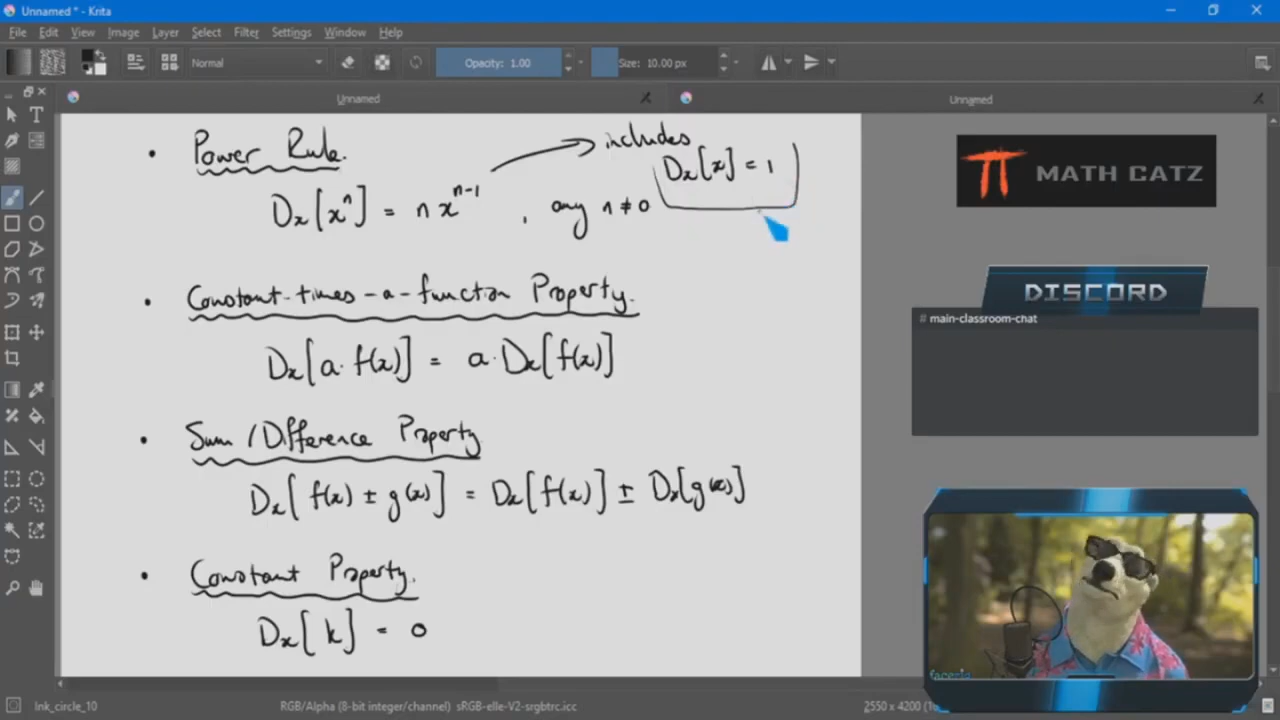 Unnamed * - Krita
File Edit View Image Layer Select Filter Settings Tools Window Help
Normal Opacity: 1.00 Size: 10.00 px
Unnamed Unnamed
• Power Rule.
includes
Dx[x] = 1
Dx[x^n] = n x^{n-1} , any n ≠ 0
• Constant-times-a-function Property.
Dx[a·f(x)] = a·Dx[f(x)]
• Sum/Difference Property
Dx[f(x) ± g(x)] = Dx[f(x)] ± Dx[g(x)]
• Constant Property.
Dx[k] = 0
π MATH CATZ
DISCORD
# main-classroom-chat
facerig
Ink_circle_10 RGB/Alpha (8-bit integer/channel) sRGB-elle-V2-srgbtrc.icc 2550 x 4200